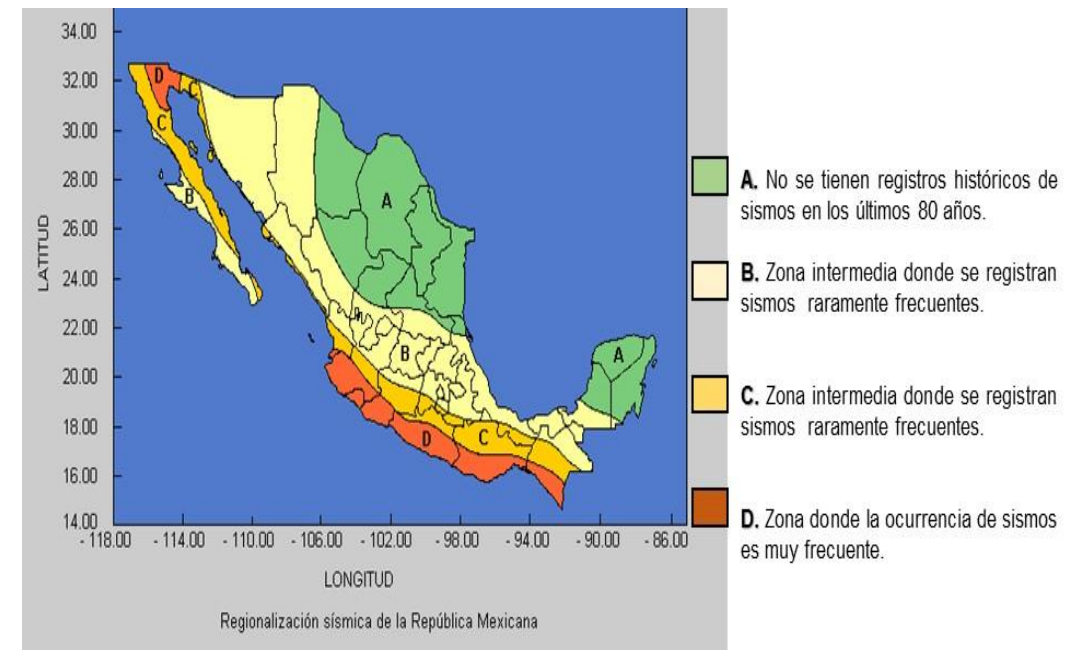 34.00
32.00
30.00
28.00
26.00
24.00
22.00
20.00
18.00
16.00
14.00
LATITUD
D
C
C
B
A
B
A
D
C
- 118.00 - 114.00 - 110.00 - 106.00 - 102.00 - 98.00 - 94.00 - 90.00 - 86.00
LONGITUD
Regionalización sísmica de la República Mexicana
A. No se tienen registros históricos de
sismos en los últimos 80 años.
B. Zona intermedia donde se registran
sismos raramente frecuentes.
C. Zona intermedia donde se registran
sismos raramente frecuentes.
D. Zona donde la ocurrencia de sismos
es muy frecuente.